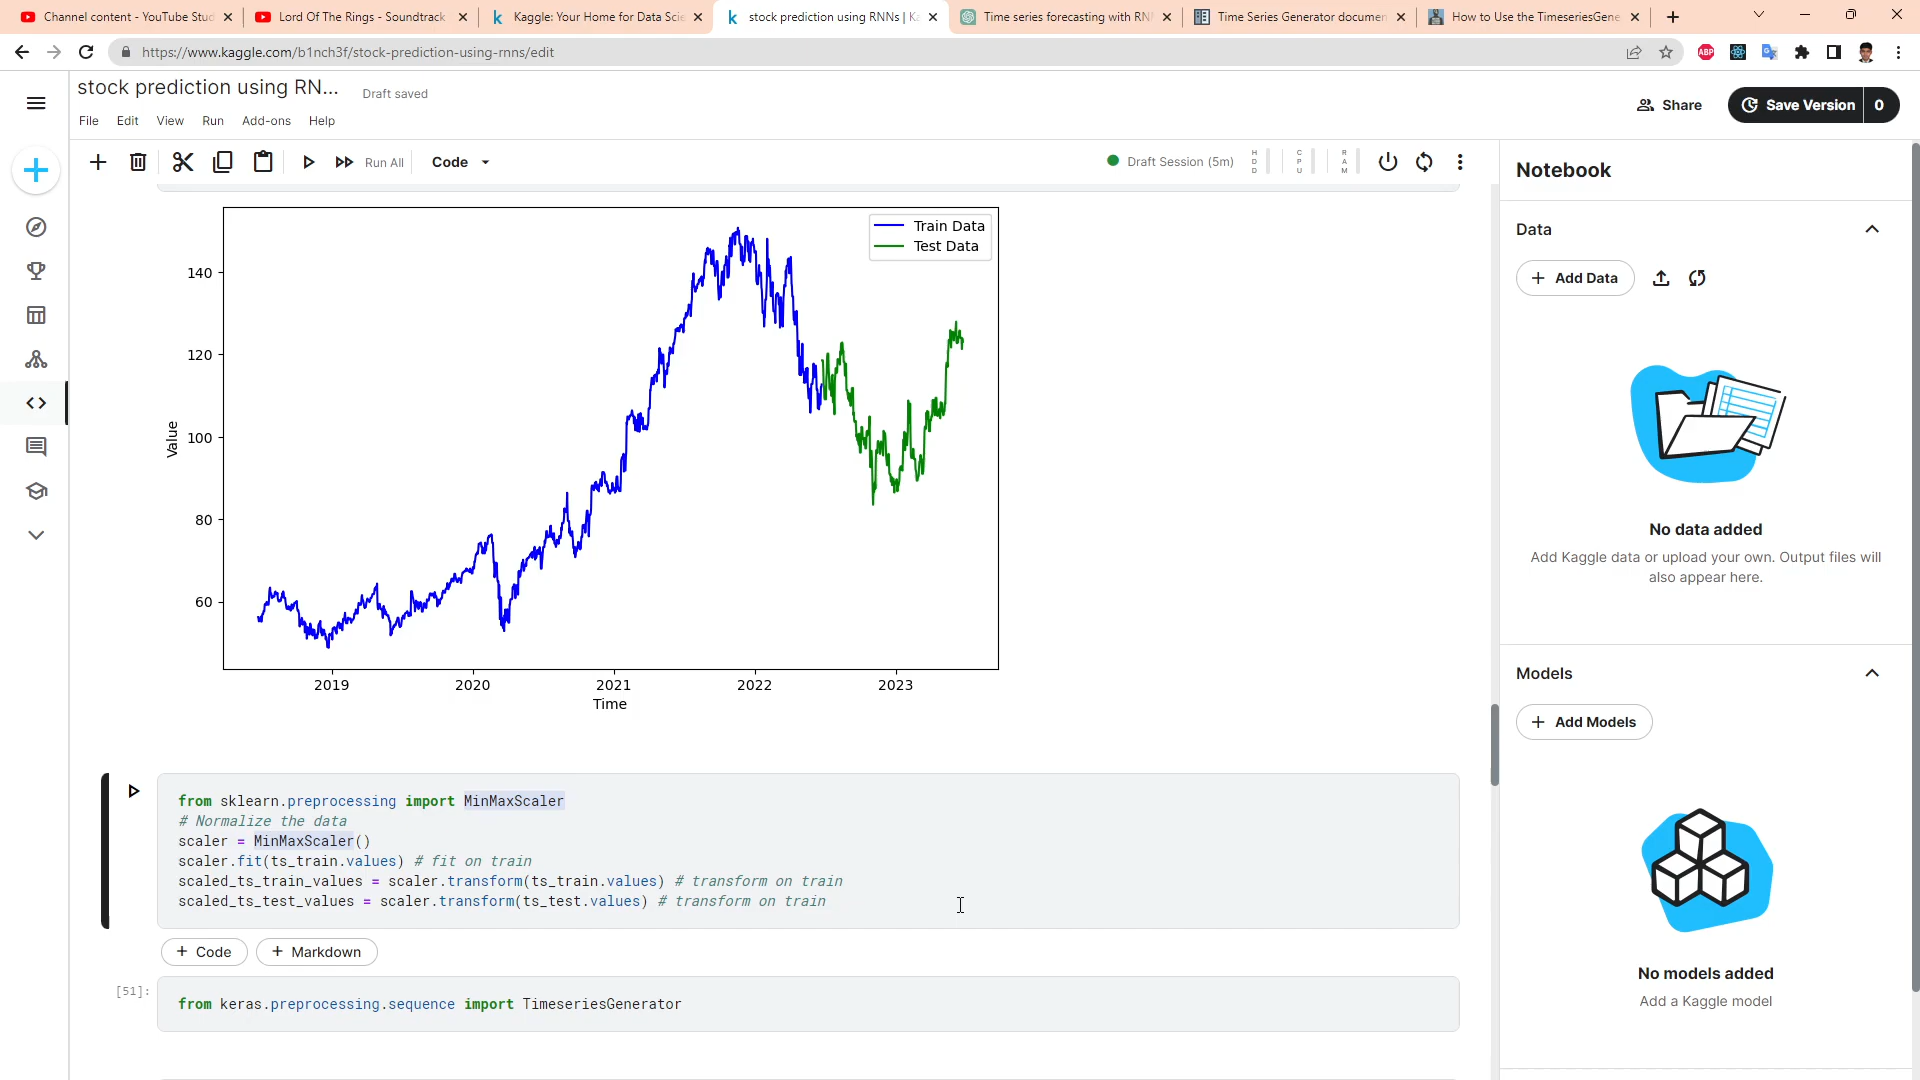 Channel content - YouTube Stud
Lord Of The Rings - Soundtrack
Kaggle: Your Home for Data Scie
stock prediction using RNNs | Ka
Time series forecasting with RN
Time Series Generator documen
How to Use the TimeseriesGene
https://www.kaggle.com/b1nch3f/stock-prediction-using-rnns/edit
ABP
stock prediction using RN...
Draft saved
File
Edit
View
Run
Add-ons
Help
Share
Save Version
0
Run All
Code
Draft Session (5m)
HDD
CPU
RAM
Notebook
Data
Add Data
No data added
Add Kaggle data or upload your own. Output files will
also appear here.
Models
Add Models
No models added
Add a Kaggle model
Train Data
Test Data
Value
140
120
100
80
60
2019
2020
2021
2022
2023
Time
from sklearn.preprocessing import MinMaxScaler
# Normalize the data
scaler = MinMaxScaler()
scaler.fit(ts_train.values) # fit on train
scaled_ts_train_values = scaler.transform(ts_train.values) # transform on train
scaled_ts_test_values = scaler.transform(ts_test.values) # transform on train
+ Code
+ Markdown
[51]:
from keras.preprocessing.sequence import TimeseriesGenerator